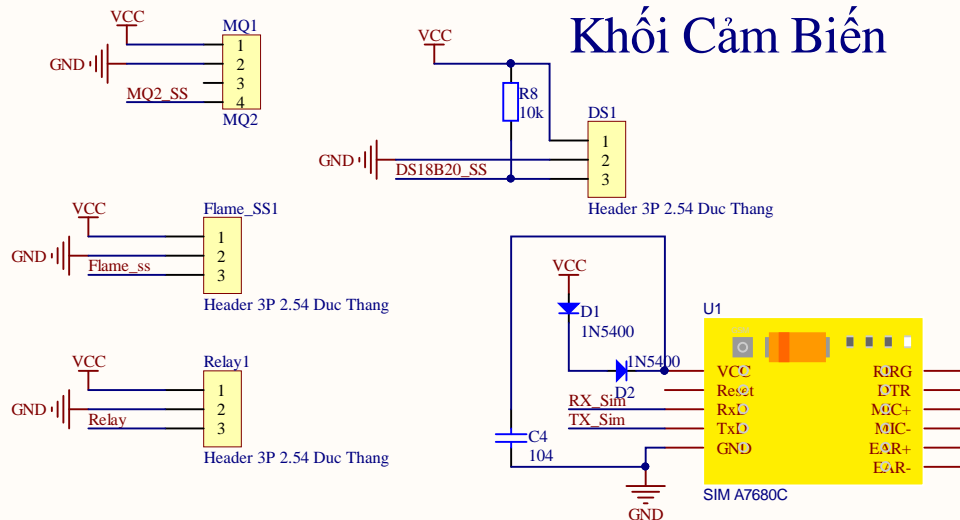 Khối Cảm Biến
VCC
MQ1
GND
1
2
3
4
MQ2_SS
MQ2
VCC
R8
10k
DS1
GND
DS18B20_SS
1
2
3
Header 3P 2.54 Duc Thang
VCC
Flame_SS1
GND
Flame_ss
1
2
3
Header 3P 2.54 Duc Thang
VCC
Relay1
GND
Relay
1
2
3
Header 3P 2.54 Duc Thang
VCC
D1
1N5400
1N5400
D2
RX_Sim
TX_Sim
C4
104
GND
U1
VCC
Reset
RxD
TxD
GND
DTR
MIC+
MIC-
EAR+
EAR-
SIM A7680C